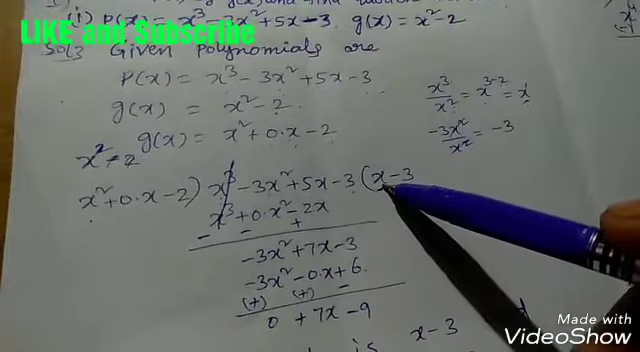 (i) P(x) = x³ - 3x² + 5x - 3  g(x) = x² - 2
LIKE and Subscribe
Sol: Given Polynomials are
P(x) = x³ - 3x² + 5x - 3
g(x) = x² - 2
g(x) = x² + 0.x - 2
x³/x² = x³⁻² = x
-3x²/x² = -3
x² - 2
x² + 0.x - 2) x³ - 3x² + 5x - 3 (x - 3
x³ + 0.x² - 2x
- - +
-3x² + 7x - 3
-3x² - 0.x + 6.
(+) (+) -
0 + 7x - 9
is x - 3
Made with
VideoShow